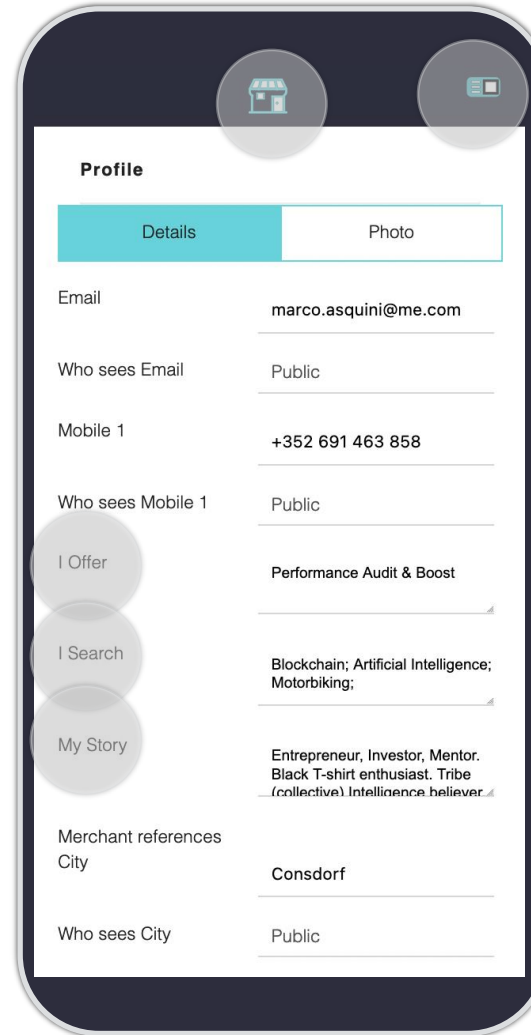 Profile
Details Photo
Email marco.asquini@me.com
Who sees Email Public
Mobile 1 +352 691 463 858
Who sees Mobile 1 Public
I Offer Performance Audit & Boost
I Search Blockchain; Artificial Intelligence;
Motorbiking;
My Story Entrepreneur, Investor, Mentor.
Black T-shirt enthusiast. Tribe
(collective) Intelligence believer
Merchant references
City Consdorf
Who sees City Public